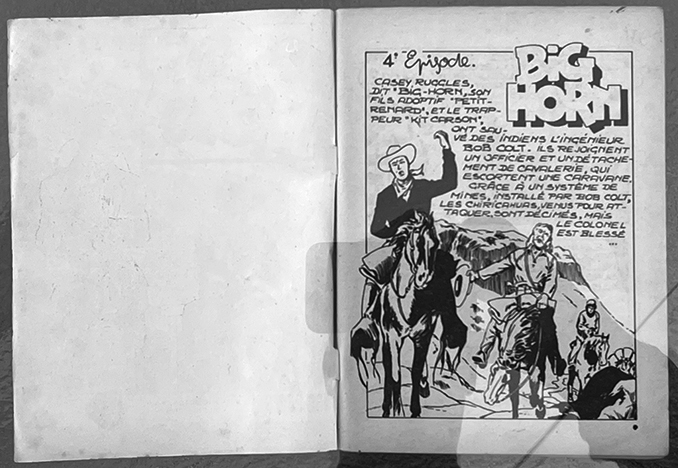 4e Épisode.
BIG
HORN
CASEY RUGGLES,
DIT "BIG-HORN", SON
FILS ADOPTIF "PETIT-
RENARD", ET LE TRAP-
PEUR "KIT CARSON",
ONT SAU-
VÉ DES INDIENS L'INGÉNIEUR
BOB COLT. ILS REJOIGNENT
UN OFFICIER ET UN DÉTACHE-
MENT DE CAVALERIE, QUI
ESCORTENT UNE CARAVANE.
GRÂCE À UN SYSTÈME DE
MINES, INSTALLÉ PAR BOB COLT,
LES CHIRICAHUAS, VENUS POUR AT-
TAQUER, SONT DÉCIMÉS, MAIS
LE COLONEL
EST BLESSÉ
...